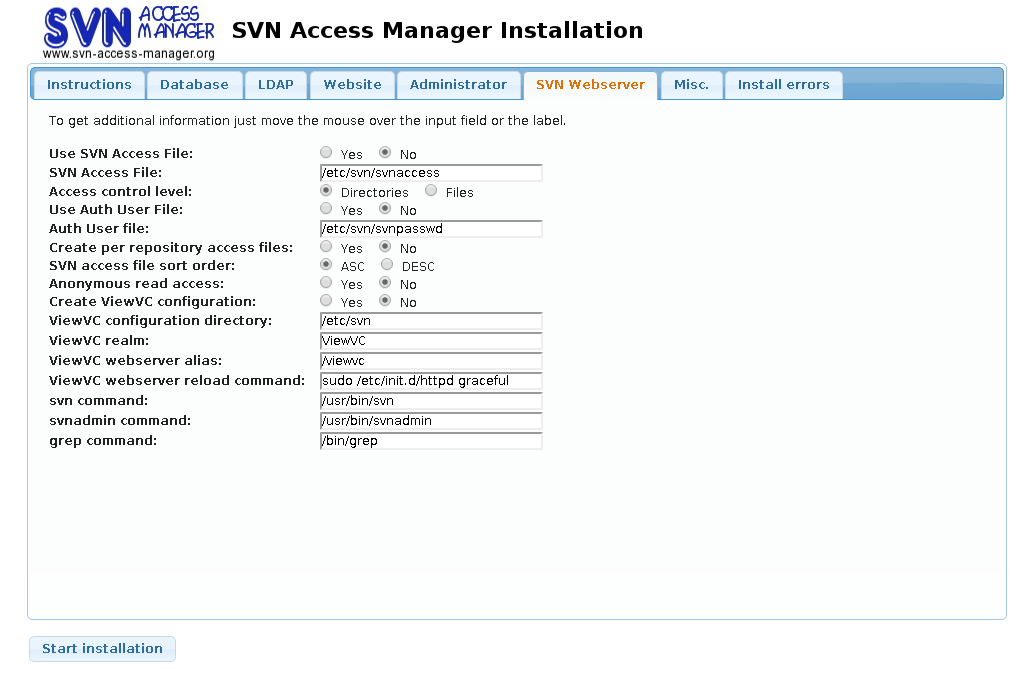 SVN ACCESS MANAGER
www.svn-access-manager.org
SVN Access Manager Installation
Instructions Database LDAP Website Administrator SVN Webserver Misc. Install errors
To get additional information just move the mouse over the input field or the label.
Use SVN Access File: Yes No
SVN Access File: /etc/svn/svnaccess
Access control level: Directories Files
Use Auth User File: Yes No
Auth User file: /etc/svn/svnpasswd
Create per repository access files: Yes No
SVN access file sort order: ASC DESC
Anonymous read access: Yes No
Create ViewVC configuration: Yes No
ViewVC configuration directory: /etc/svn
ViewVC realm: ViewVC
ViewVC webserver alias: /viewvc
ViewVC webserver reload command: sudo /etc/init.d/httpd graceful
svn command: /usr/bin/svn
svnadmin command: /usr/bin/svnadmin
grep command: /bin/grep
Start installation